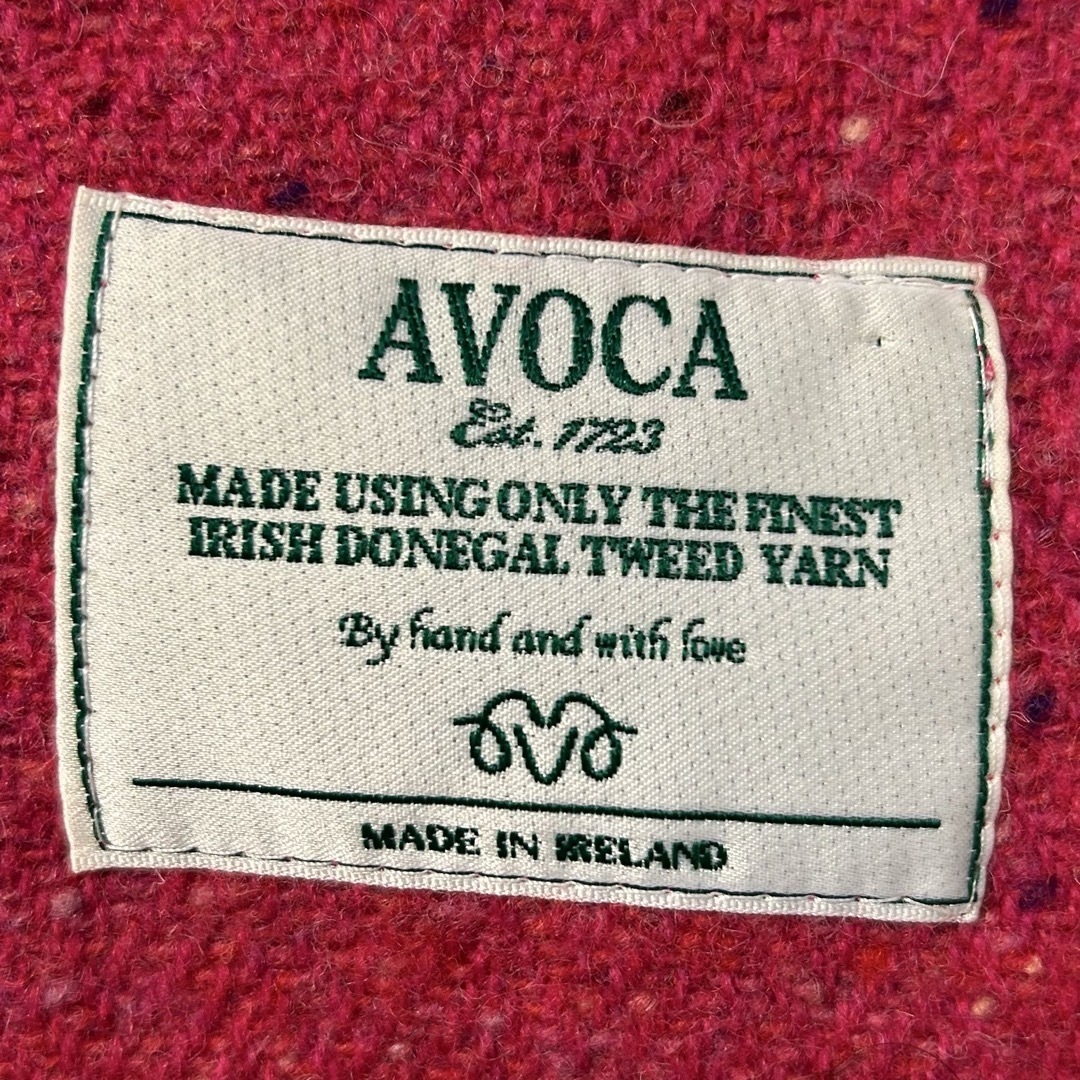 AVOCA
Est. 1723
MADE USING ONLY THE FINEST
IRISH DONEGAL TWEED YARN
By hand and with love
MADE IN IRELAND